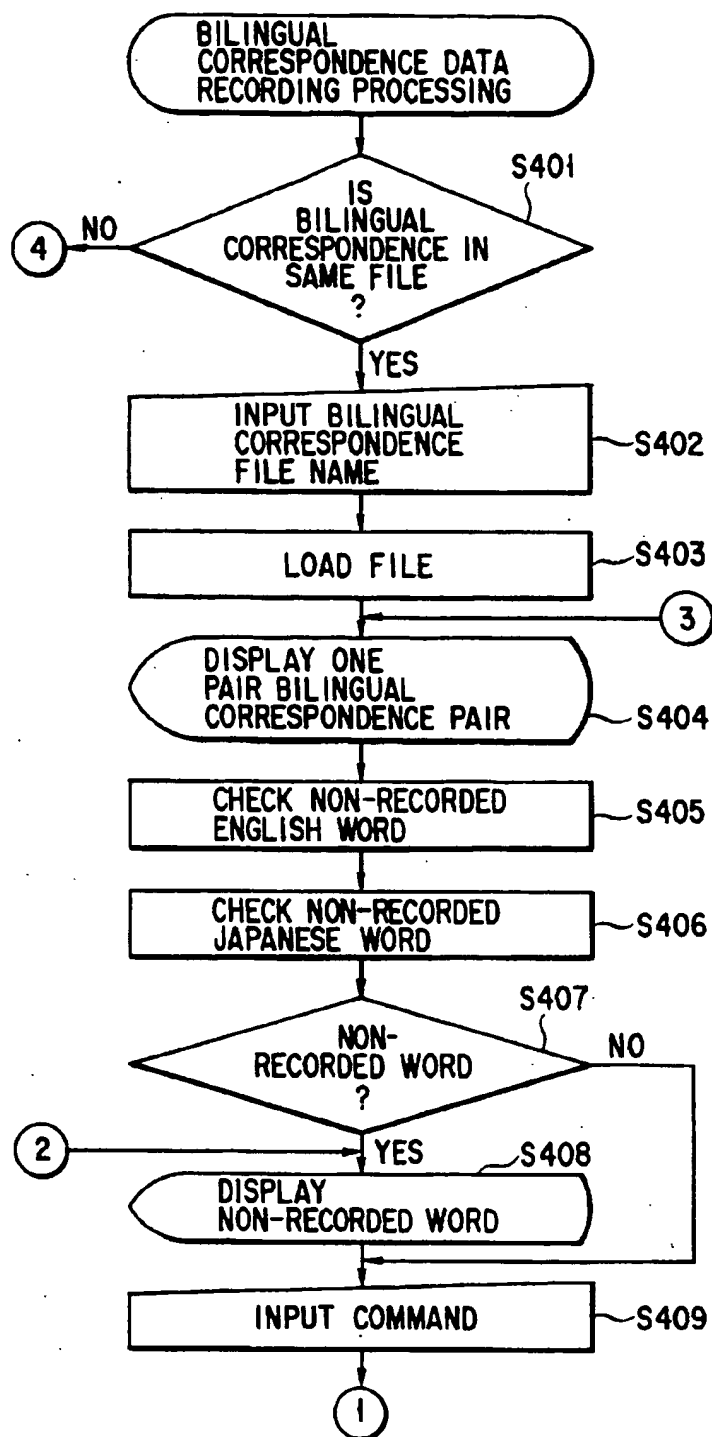 BILINGUAL
CORRESPONDENCE DATA
RECORDING PROCESSING
S401
IS
BILINGUAL
CORRESPONDENCE IN
SAME FILE
?
NO
4
YES
INPUT BILINGUAL
CORRESPONDENCE
FILE NAME
S402
LOAD FILE
S403
3
DISPLAY ONE
PAIR BILINGUAL
CORRESPONDENCE PAIR
S404
CHECK NON-RECORDED
ENGLISH WORD
S405
CHECK NON-RECORDED
JAPANESE WORD
S406
S407
NON-
RECORDED WORD
?
NO
2
YES
S408
DISPLAY
NON-RECORDED WORD
INPUT COMMAND
S409
1